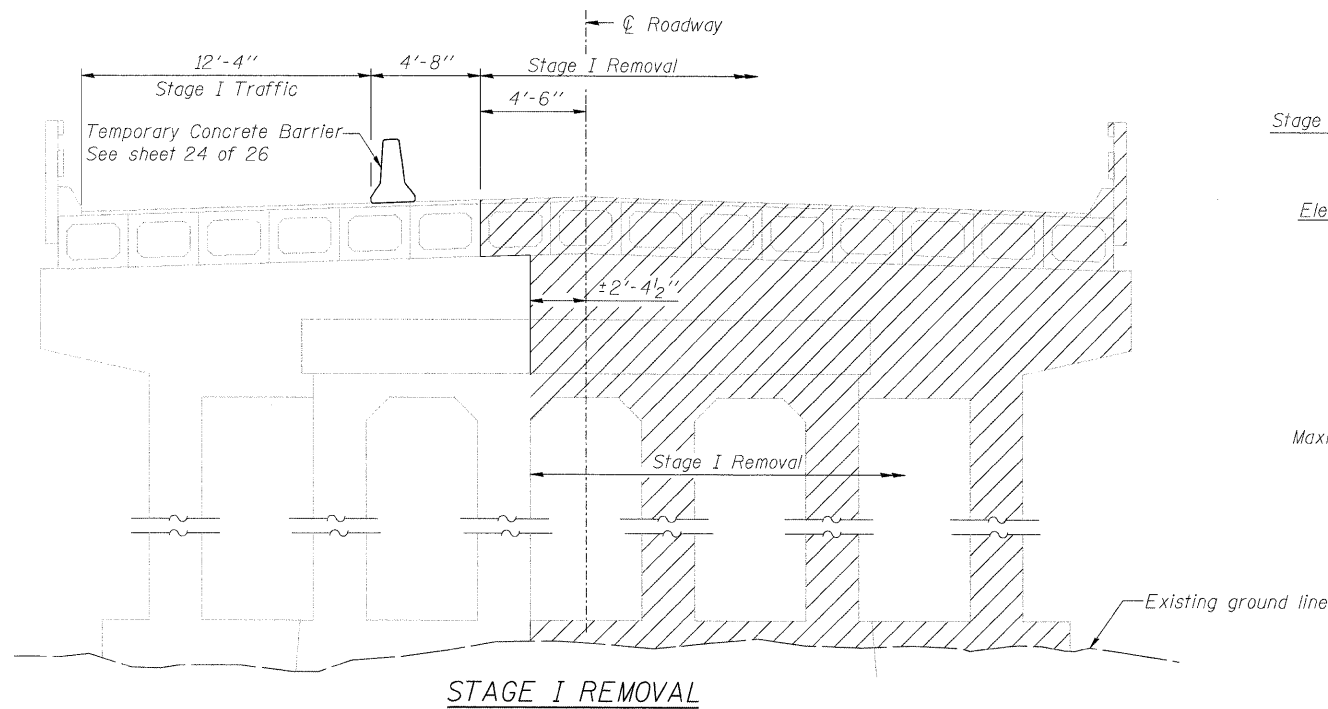 ℄ Roadway
12'-4"
4'-8"
Stage I Removal
Stage I Traffic
4'-6"
Temporary Concrete Barrier
See sheet 24 of 26
Stage
Ele
±2'-4½"
Maxi
Stage I Removal
Existing ground line
STAGE I REMOVAL